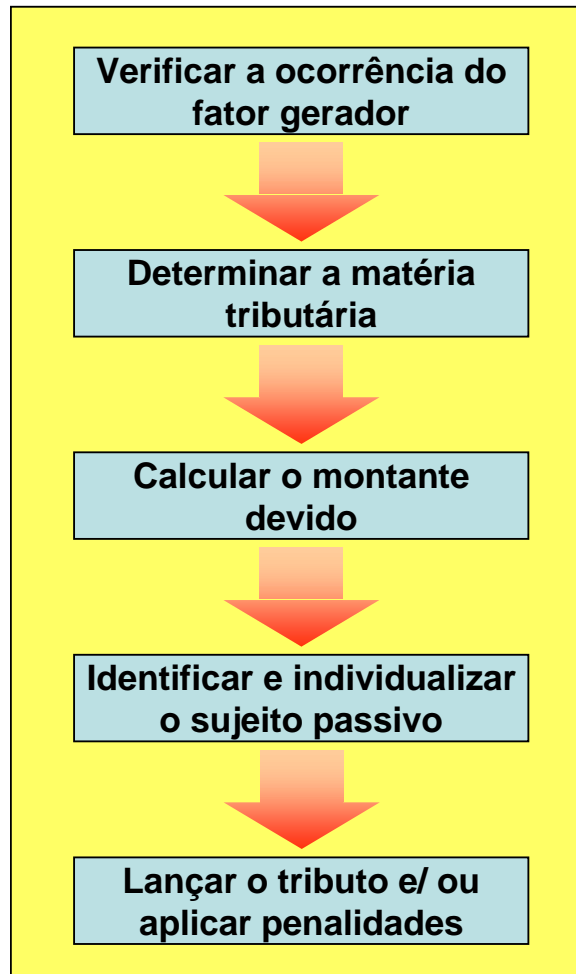 Verificar a ocorrência do
fator gerador
Determinar a matéria
tributária
Calcular o montante
devido
Identificar e individualizar
o sujeito passivo
Lançar o tributo e/ ou
aplicar penalidades